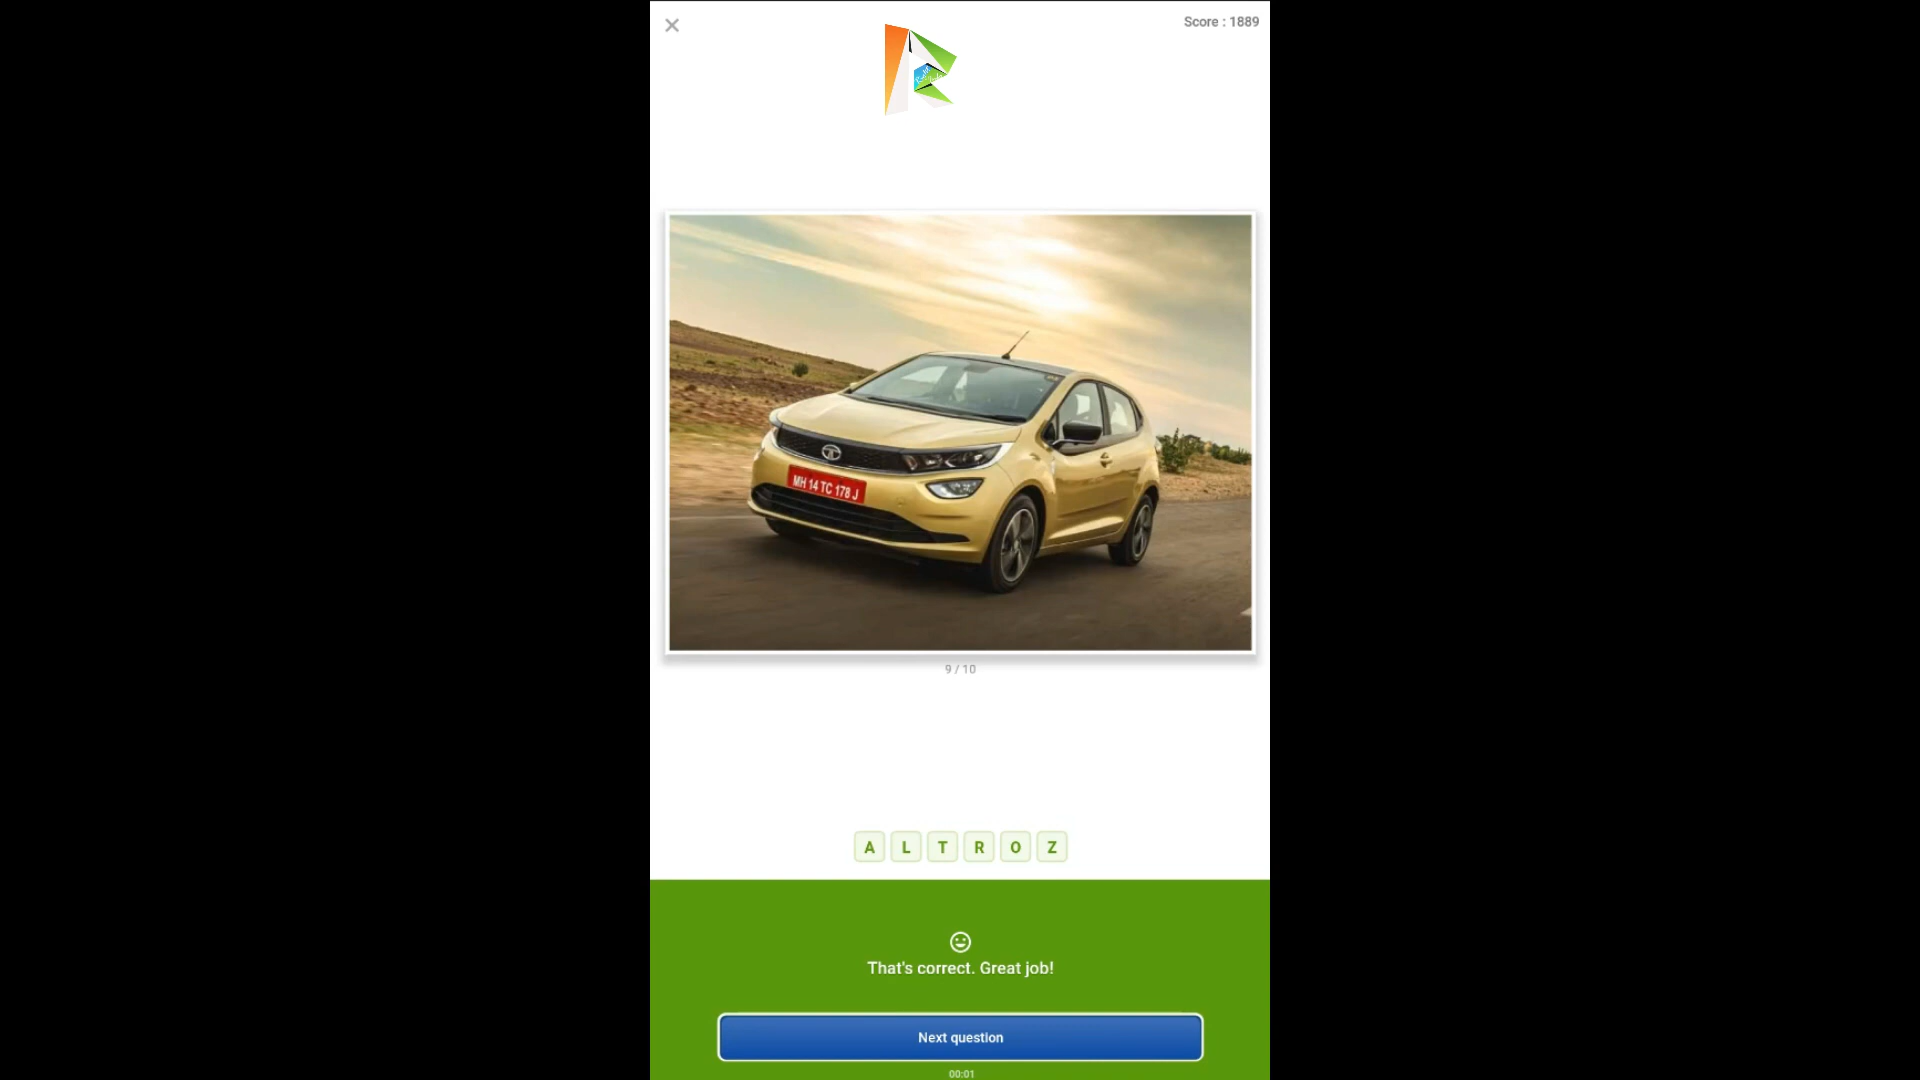 Score : 1889
MH 14 TC 178 J
9 / 10
A L T R O Z
That's correct. Great job!
Next question
00:01